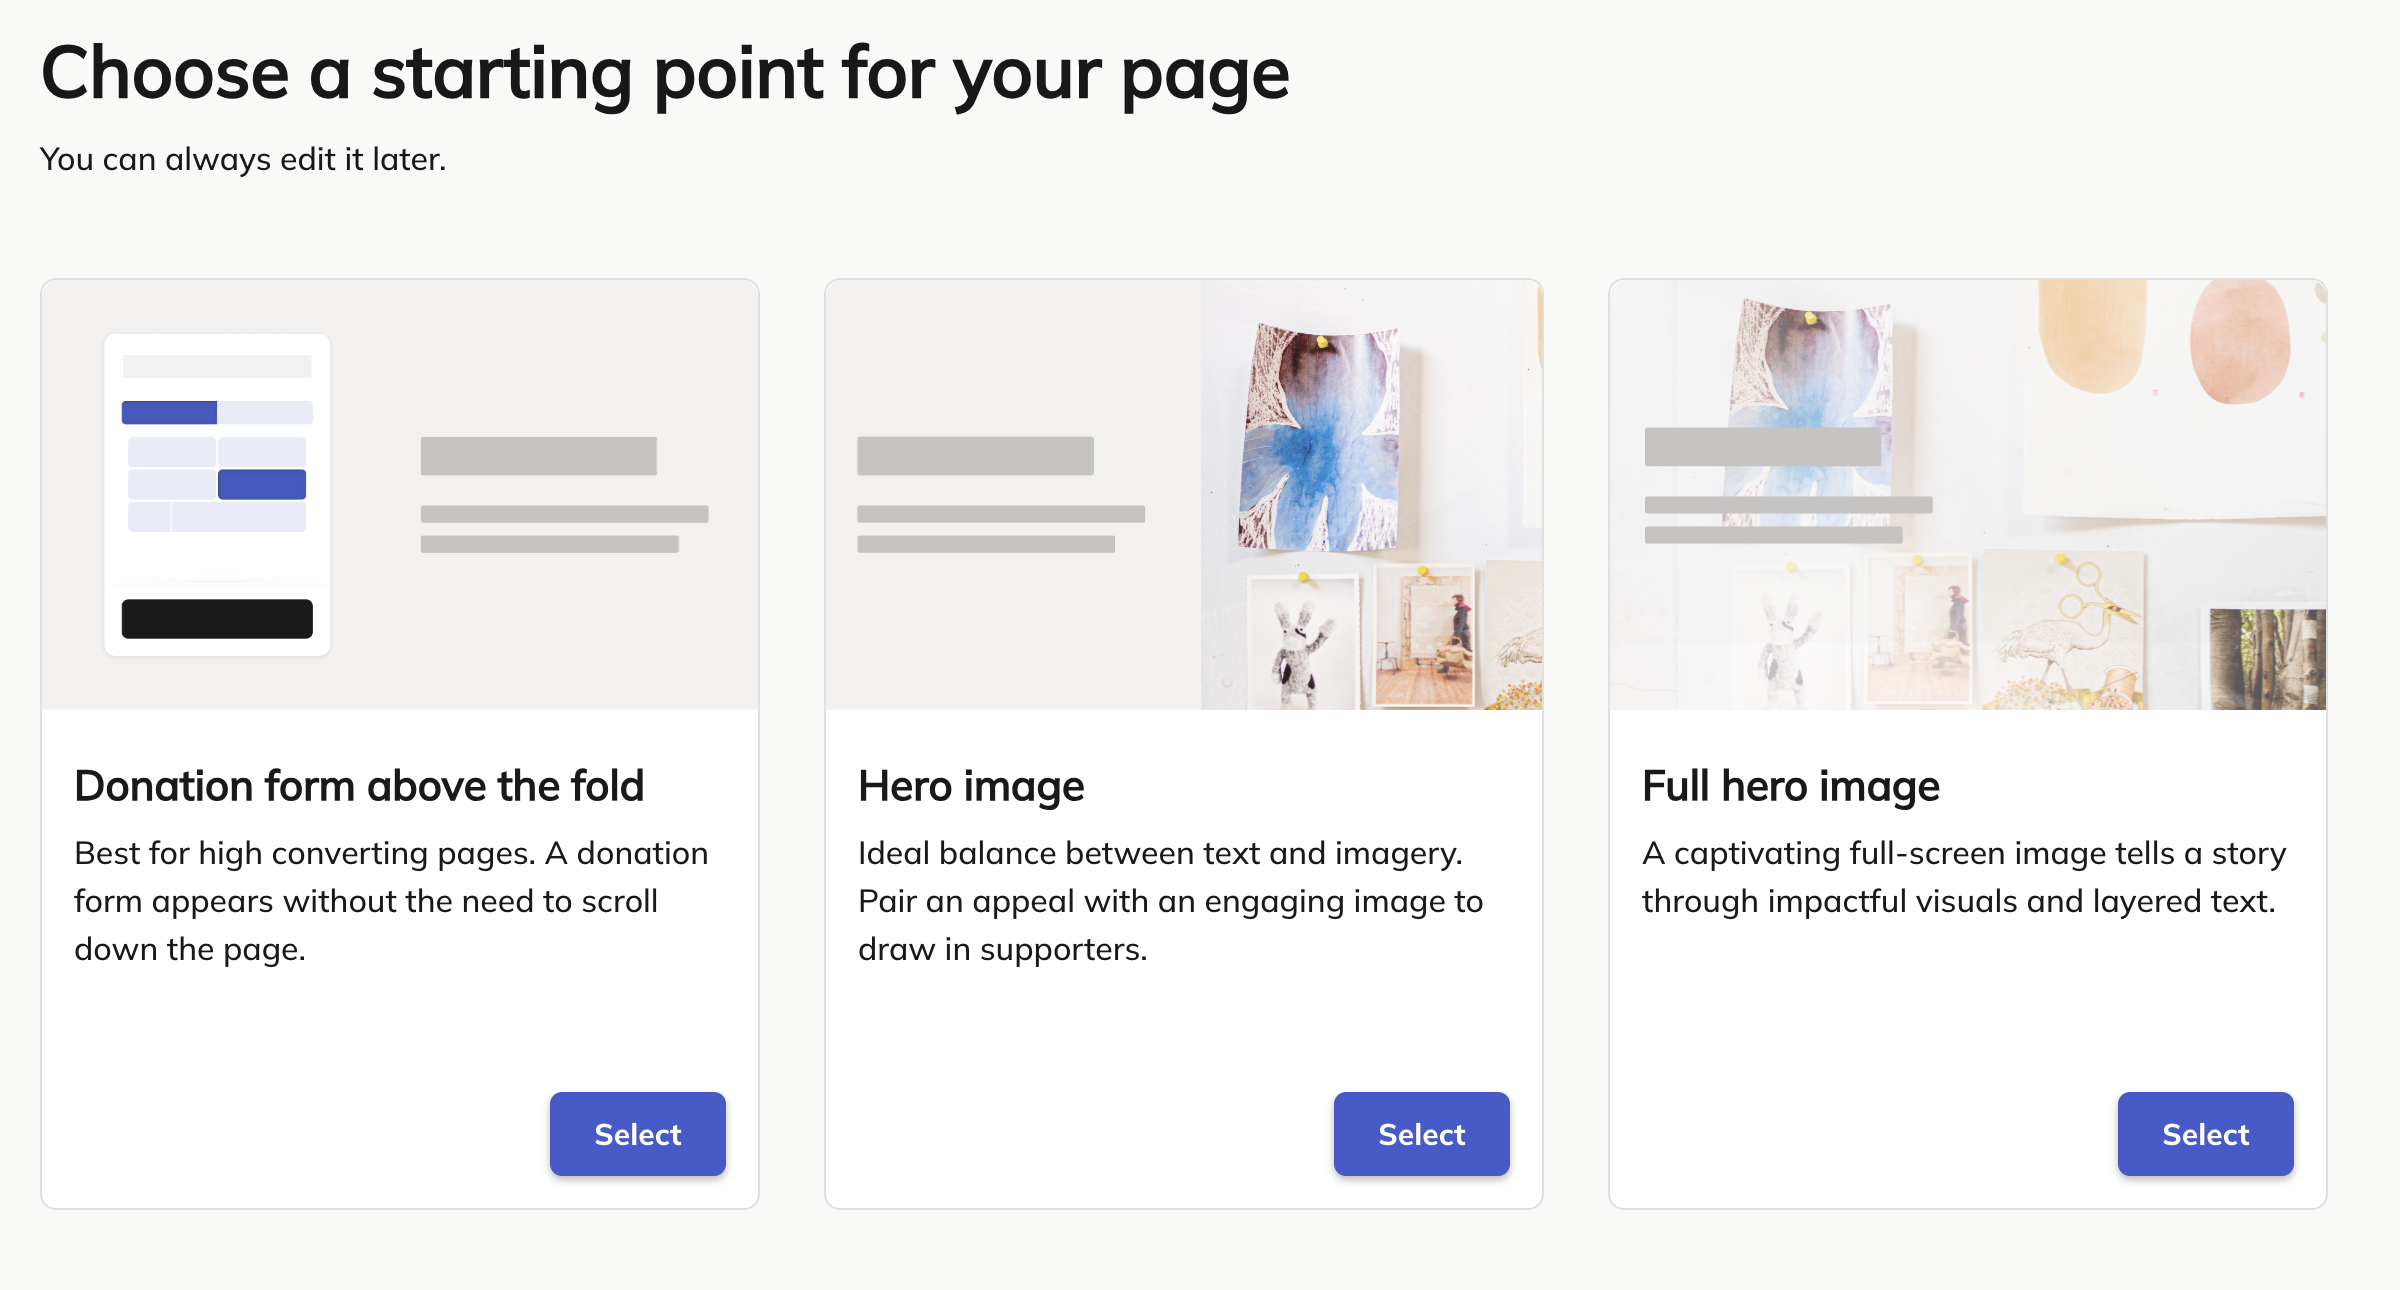 Choose a starting point for your page
You can always edit it later.
Donation form above the fold
Best for high converting pages. A donation
form appears without the need to scroll
down the page.
Select
Hero image
Ideal balance between text and imagery.
Pair an appeal with an engaging image to
draw in supporters.
Select
Full hero image
A captivating full-screen image tells a story
through impactful visuals and layered text.
Select